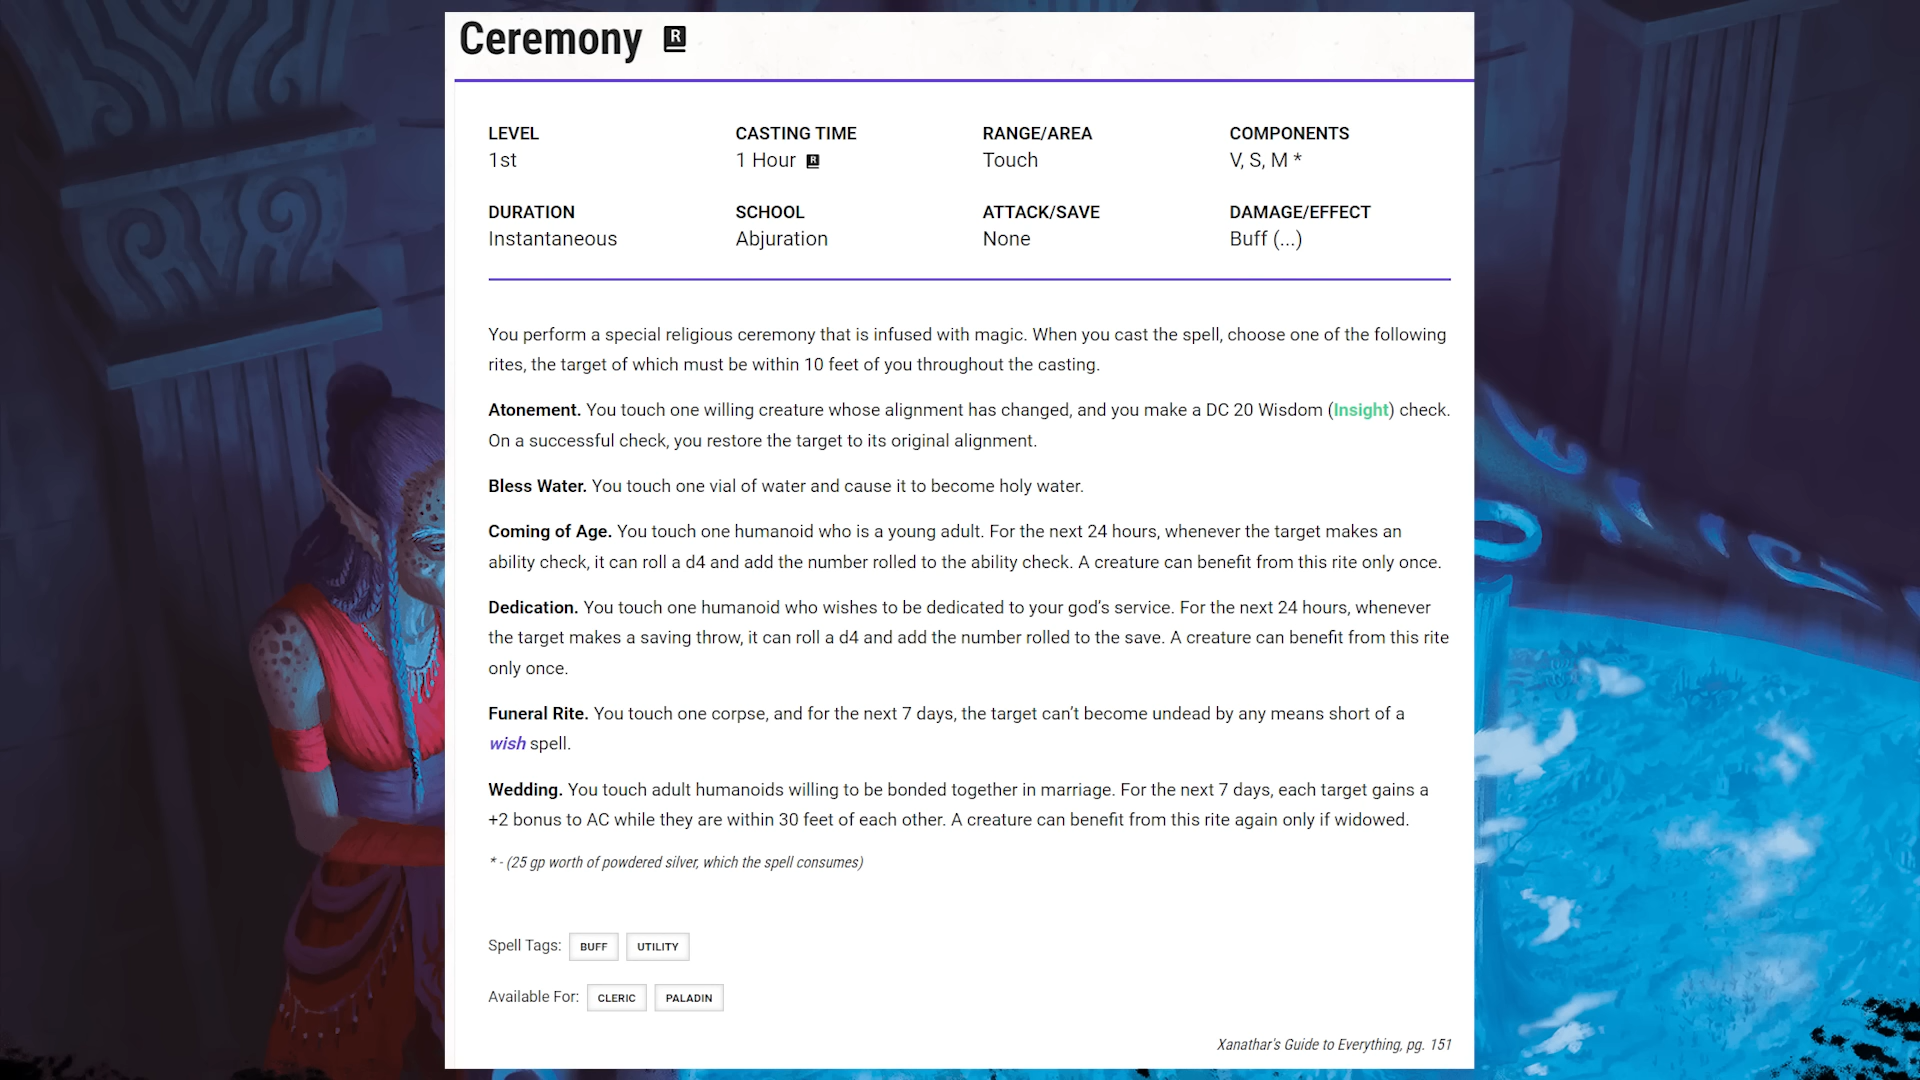 Ceremony R
LEVEL
1st
CASTING TIME
1 Hour R
RANGE/AREA
Touch
COMPONENTS
V, S, M *
DURATION
Instantaneous
SCHOOL
Abjuration
ATTACK/SAVE
None
DAMAGE/EFFECT
Buff (...)
You perform a special religious ceremony that is infused with magic. When you cast the spell, choose one of the following
rites, the target of which must be within 10 feet of you throughout the casting.
Atonement. You touch one willing creature whose alignment has changed, and you make a DC 20 Wisdom (Insight) check.
On a successful check, you restore the target to its original alignment.
Bless Water. You touch one vial of water and cause it to become holy water.
Coming of Age. You touch one humanoid who is a young adult. For the next 24 hours, whenever the target makes an
ability check, it can roll a d4 and add the number rolled to the ability check. A creature can benefit from this rite only once.
Dedication. You touch one humanoid who wishes to be dedicated to your god's service. For the next 24 hours, whenever
the target makes a saving throw, it can roll a d4 and add the number rolled to the save. A creature can benefit from this rite
only once.
Funeral Rite. You touch one corpse, and for the next 7 days, the target can't become undead by any means short of a
wish spell.
Wedding. You touch adult humanoids willing to be bonded together in marriage. For the next 7 days, each target gains a
+2 bonus to AC while they are within 30 feet of each other. A creature can benefit from this rite again only if widowed.
* - (25 gp worth of powdered silver, which the spell consumes)
Spell Tags: BUFF UTILITY
Available For: CLERIC PALADIN
Xanathar's Guide to Everything, pg. 151